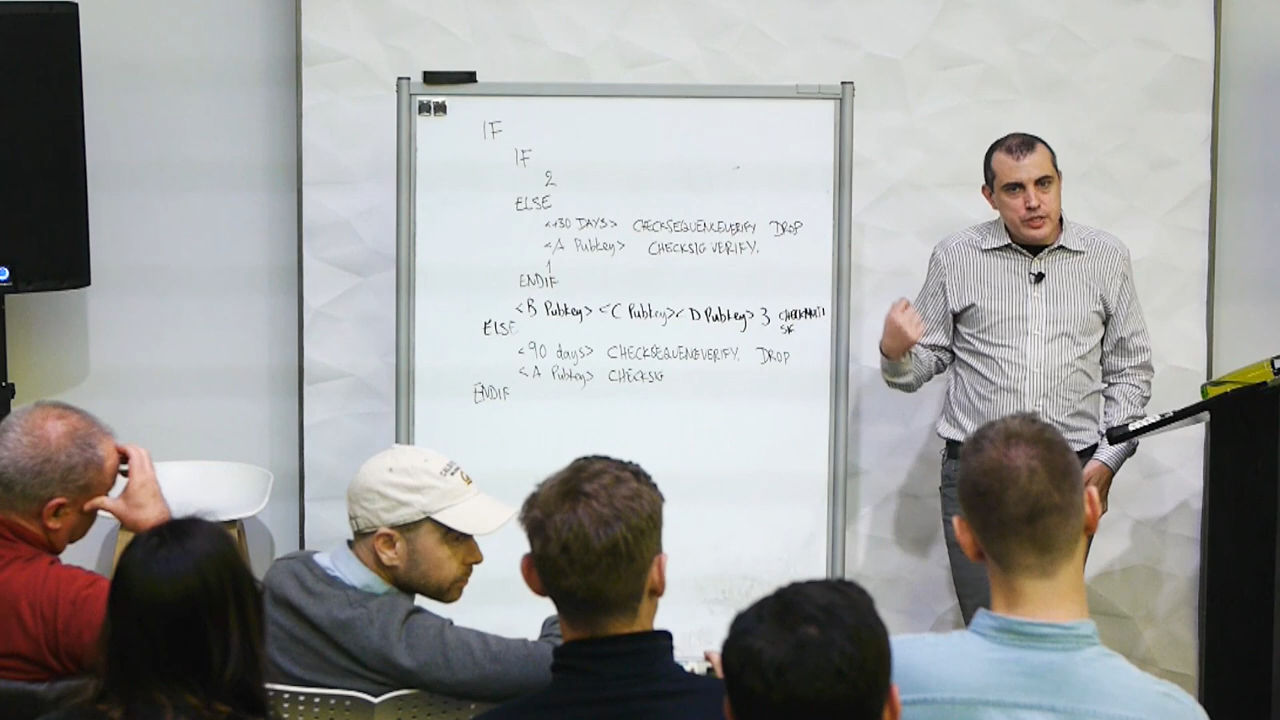 IF
IF
2
ELSE
<+30 DAYS> CHECKSEQUENCEVERIFY DROP
<A Pubkey> CHECKSIG VERIFY.
1
ENDIF
<B Pubkey> <C Pubkey> <D Pubkey> 3
ELSE
<90 days> CHECKSEQUENCEVERIFY. DROP
<A Pubkey> CHECKSIG
ENDIF